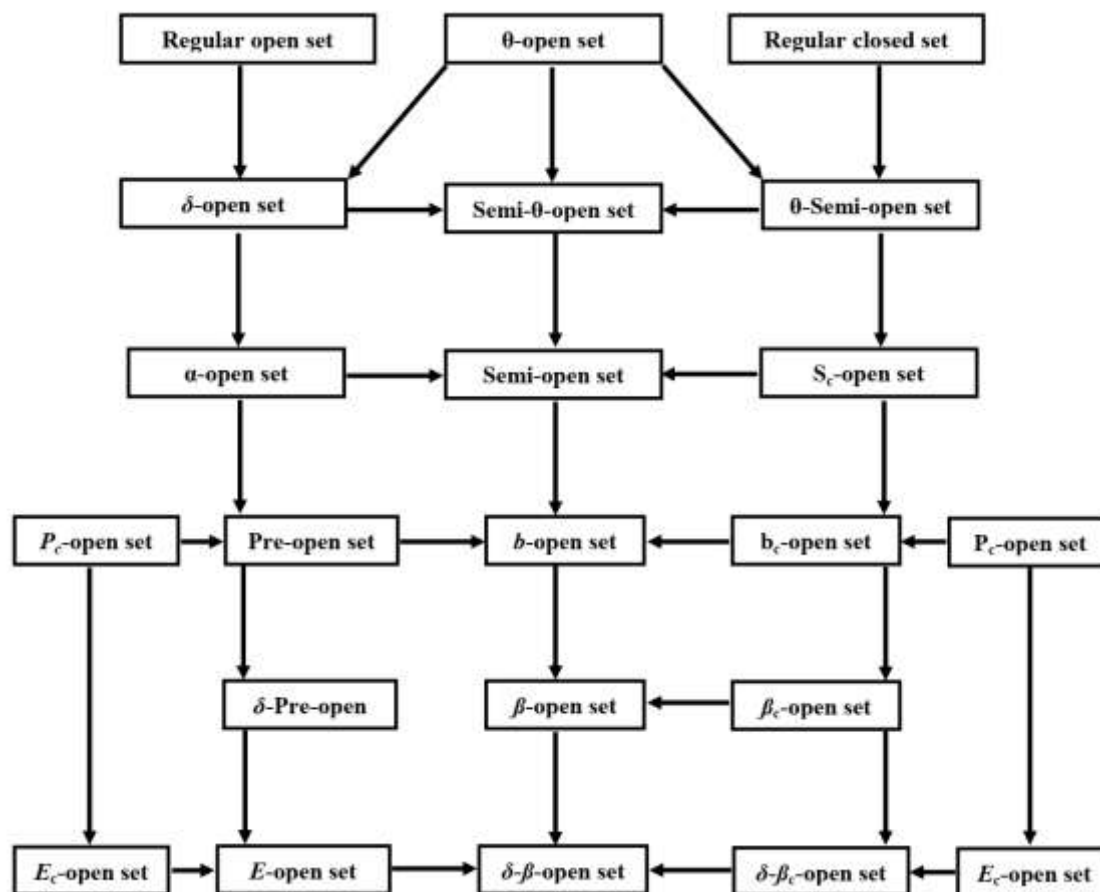 Regular open set
θ-open set
Regular closed set
δ-open set
Semi-θ-open set
θ-Semi-open set
α-open set
Semi-open set
Sc-open set
Pc-open set
Pre-open set
b-open set
bc-open set
Pc-open set
δ-Pre-open
β-open set
βc-open set
Ec-open set
E-open set
δ-β-open set
δ-βc-open set
Ec-open set